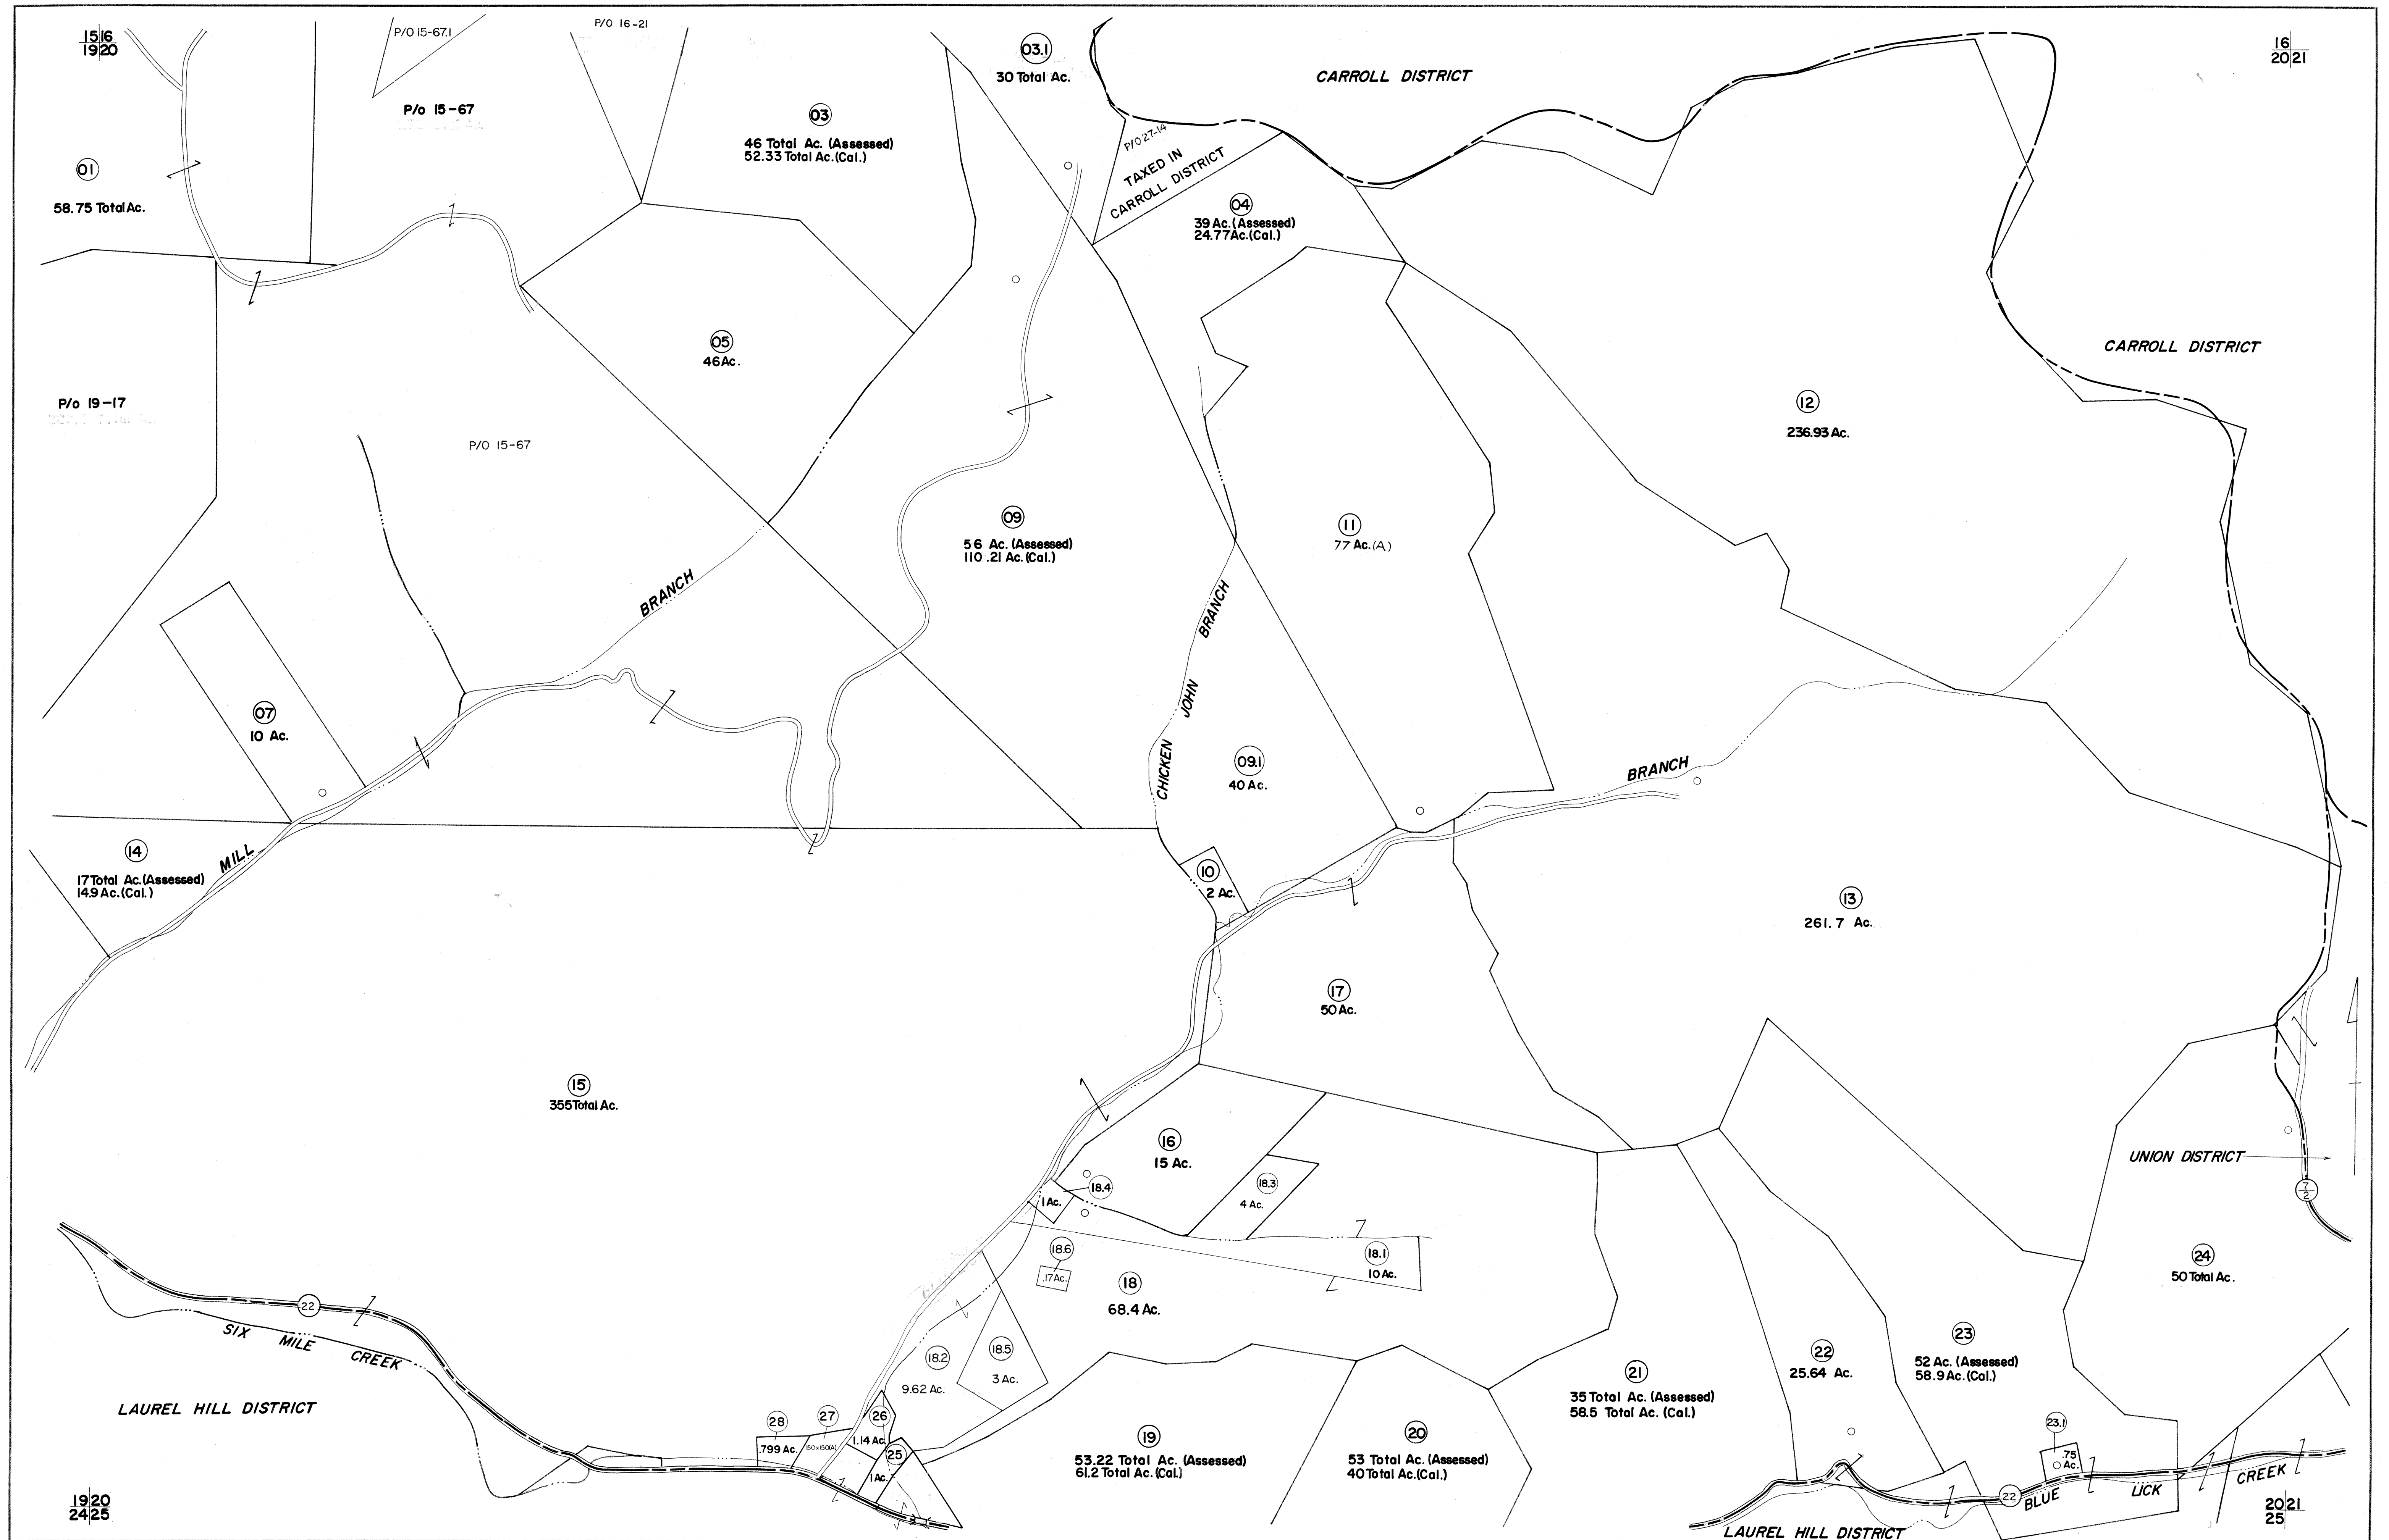 15|16
19|20
P/O 15-67.1
P/O 16-21
16
20|21
P/o 15-67
03
46 Total Ac. (Assessed)
52.33 Total Ac. (Cal.)
03.1
30 Total Ac.
CARROLL DISTRICT
01
58.75 Total Ac.
P/O 27-14
TAXED IN
CARROLL DISTRICT
04
39 Ac. (Assessed)
24.77 Ac. (Cal.)
05
46 Ac.
CARROLL DISTRICT
P/o 19-17
P/O 15-67
12
236.93 Ac.
09
56 Ac. (Assessed)
110.21 Ac. (Cal.)
11
77 Ac. (A)
BRANCH
CHICKEN JOHN BRANCH
07
10 Ac.
09.1
40 Ac.
BRANCH
14
17 Total Ac. (Assessed)
14.9 Ac. (Cal.)
MILL
10
2 Ac.
13
261.7 Ac.
17
50 Ac.
15
355 Total Ac.
16
15 Ac.
18.4
1 Ac.
18.3
4 Ac.
UNION DISTRICT
7
2
18.6
.17 Ac.
18
68.4 Ac.
18.1
10 Ac.
24
50 Total Ac.
22
SIX MILE CREEK
18.2
9.62 Ac.
18.5
3 Ac.
21
35 Total Ac. (Assessed)
58.5 Total Ac. (Cal.)
22
25.64 Ac.
23
52 Ac. (Assessed)
58.9 Ac. (Cal.)
LAUREL HILL DISTRICT
28
.799 Ac.
27
150x150(A)
26
1.14 Ac.
25
1 Ac.
19
53.22 Total Ac. (Assessed)
61.2 Total Ac. (Cal.)
20
53 Total Ac. (Assessed)
40 Total Ac. (Cal.)
23.1
.75
Ac.
22
BLUE LICK CREEK
19|20
24|25
LAUREL HILL DISTRICT
20|21
25